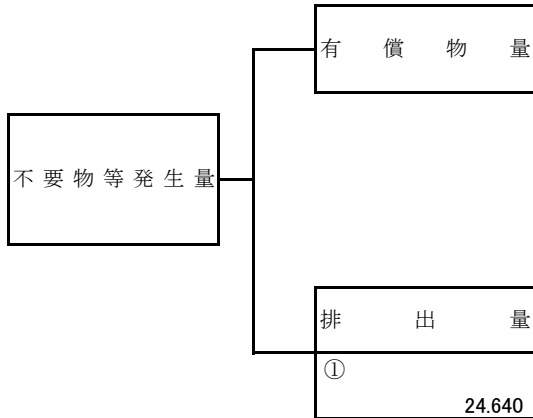 有償物量
不要物等発生量
排出量
①
24.640